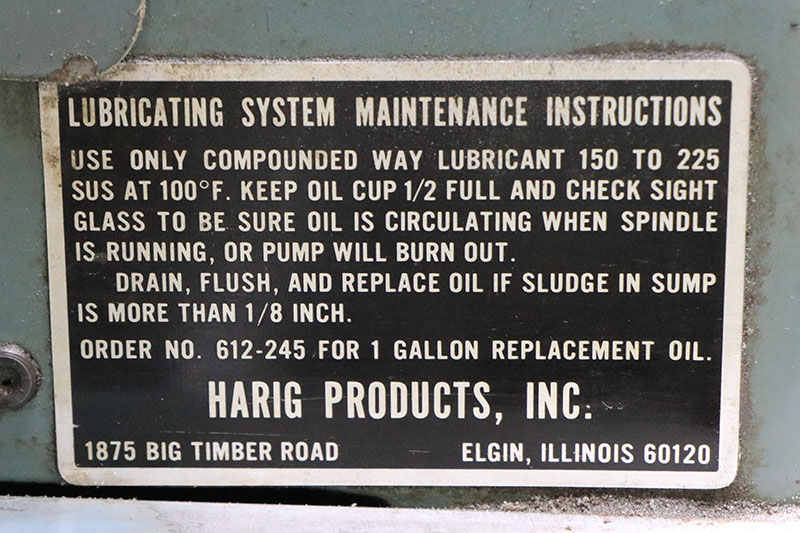 LUBRICATING SYSTEM MAINTENANCE INSTRUCTIONS
USE ONLY COMPOUNDED WAY LUBRICANT 150 TO 225
SUS AT 100°F. KEEP OIL CUP 1/2 FULL AND CHECK SIGHT
GLASS TO BE SURE OIL IS CIRCULATING WHEN SPINDLE
IS RUNNING, OR PUMP WILL BURN OUT.
DRAIN, FLUSH, AND REPLACE OIL IF SLUDGE IN SUMP
IS MORE THAN 1/8 INCH.
ORDER NO. 612-245 FOR 1 GALLON REPLACEMENT OIL.
HARIG PRODUCTS, INC.
1875 BIG TIMBER ROAD ELGIN, ILLINOIS 60120